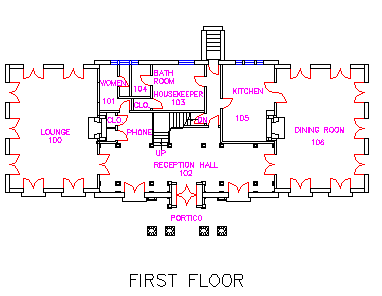 BATH
ROOM
WOMEN
104
HOUSEKEEPER
KITCHEN
101
CLO.
103
CLO.
DN
105
LOUNGE
100
PHONE
DINING ROOM
106
UP
RECEPTION HALL
102
PORTICO
FIRST FLOOR